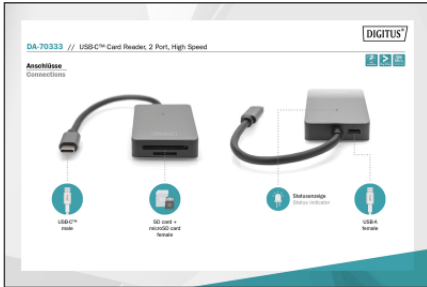 DIGITUS®
DA-70333 // USB-C™ Card Reader, 2 Port, High Speed
Anschlüsse
Connections
USB-C™
male
SD card +
microSD card
female
Statusanzeige
Status indicator
USB-A
female